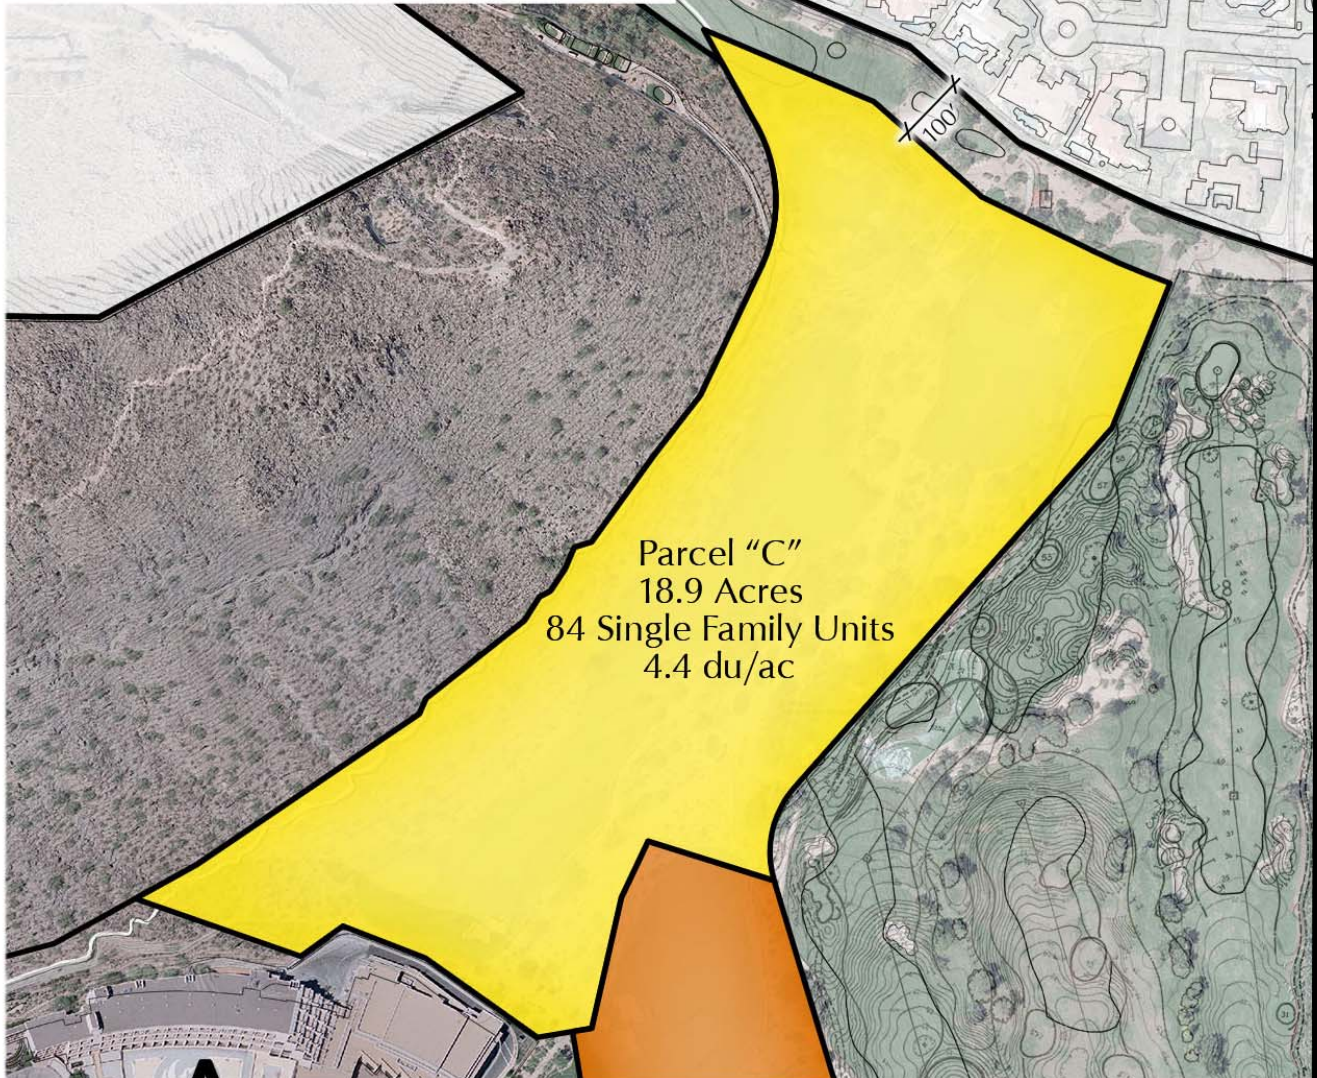 100'
Parcel “C”
18.9 Acres
84 Single Family Units
4.4 du/ac
A